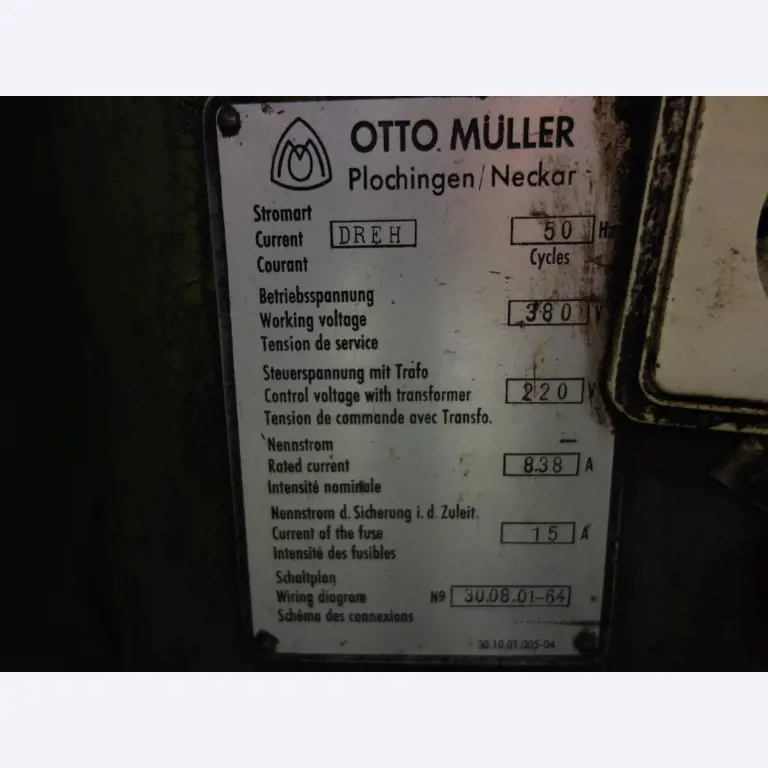 OTTO MÜLLER
Plochingen/Neckar
Stromart
Current DREH 50 Hz
Courant Cycles
Betriebsspannung
Working voltage 380 V
Tension de service
Steuerspannung mit Trafo
Control voltage with transformer 220 V
Tension de commande avec Transfo.
Nennstrom
Rated current 8.38 A
Intensité nominale
Nennstrom d. Sicherung i. d. Zuleit.
Current of the fuse 15 A
Intensité des fusibles
Schaltplan
Wiring diagram Nº 30.08.01-64
Schéma des connexions
30.10.01.005-04